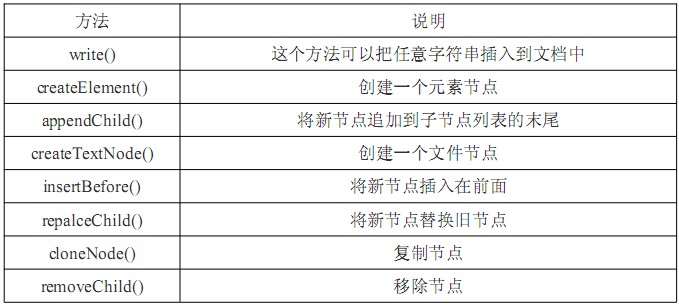 方法 说明
write() 这个方法可以把任意字符串插入到文档中
createElement() 创建一个元素节点
appendChild() 将新节点追加到子节点列表的末尾
createTextNode() 创建一个文件节点
insertBefore() 将新节点插入在前面
repalceChild() 将新节点替换旧节点
cloneNode() 复制节点
removeChild() 移除节点